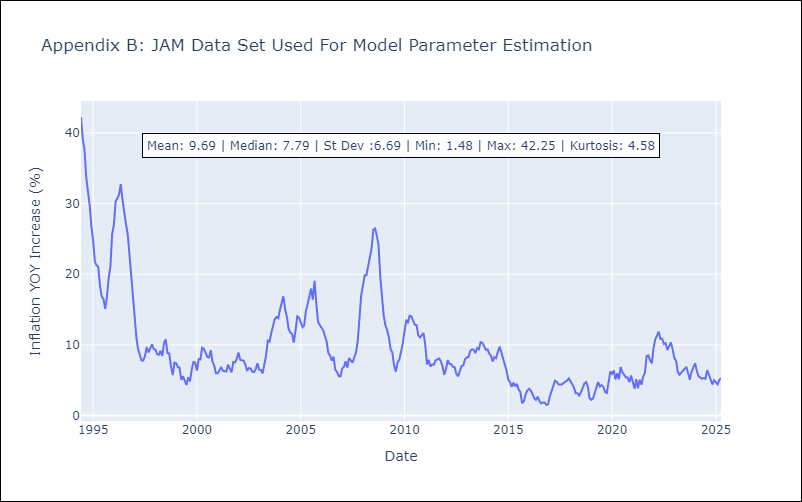 Appendix B: JAM Data Set Used For Model Parameter Estimation
Mean: 9.69 | Median: 7.79 | St Dev :6.69 | Min: 1.48 | Max: 42.25 | Kurtosis: 4.58
Inflation YOY Increase (%)
40
30
20
10
0
1995 2000 2005 2010 2015 2020 2025
Date